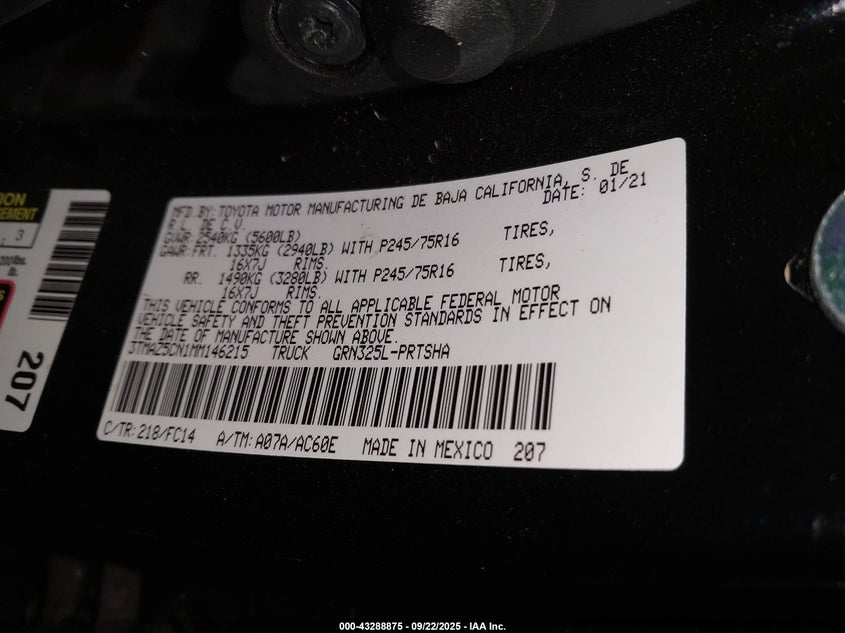 MFD.BY: TOYOTA MOTOR MANUFACTURING DE BAJA CALIFORNIA, S. DE
R.L. DE C.V. DATE: 01/21
GVWR: 2540KG (5600LB)
GAWR: FRT. 1335KG (2940LB) WITH P245/75R16 TIRES,
16X7J RIMS.
RR. 1490KG (3280LB) WITH P245/75R16 TIRES,
16X7J RIMS.
THIS VEHICLE CONFORMS TO ALL APPLICABLE FEDERAL MOTOR
VEHICLE SAFETY AND THEFT PREVENTION STANDARDS IN EFFECT ON
THE DATE OF MANUFACTURE SHOWN ABOVE.
3TMAZ5CN1MM146215 TRUCK GRN325L-PRTSHA
C/TR: 218/FC14 A/TM: A07A/AC60E MADE IN MEXICO 207
3
lb.
207
000-43288875 - 09/22/2025 - IAA Inc.